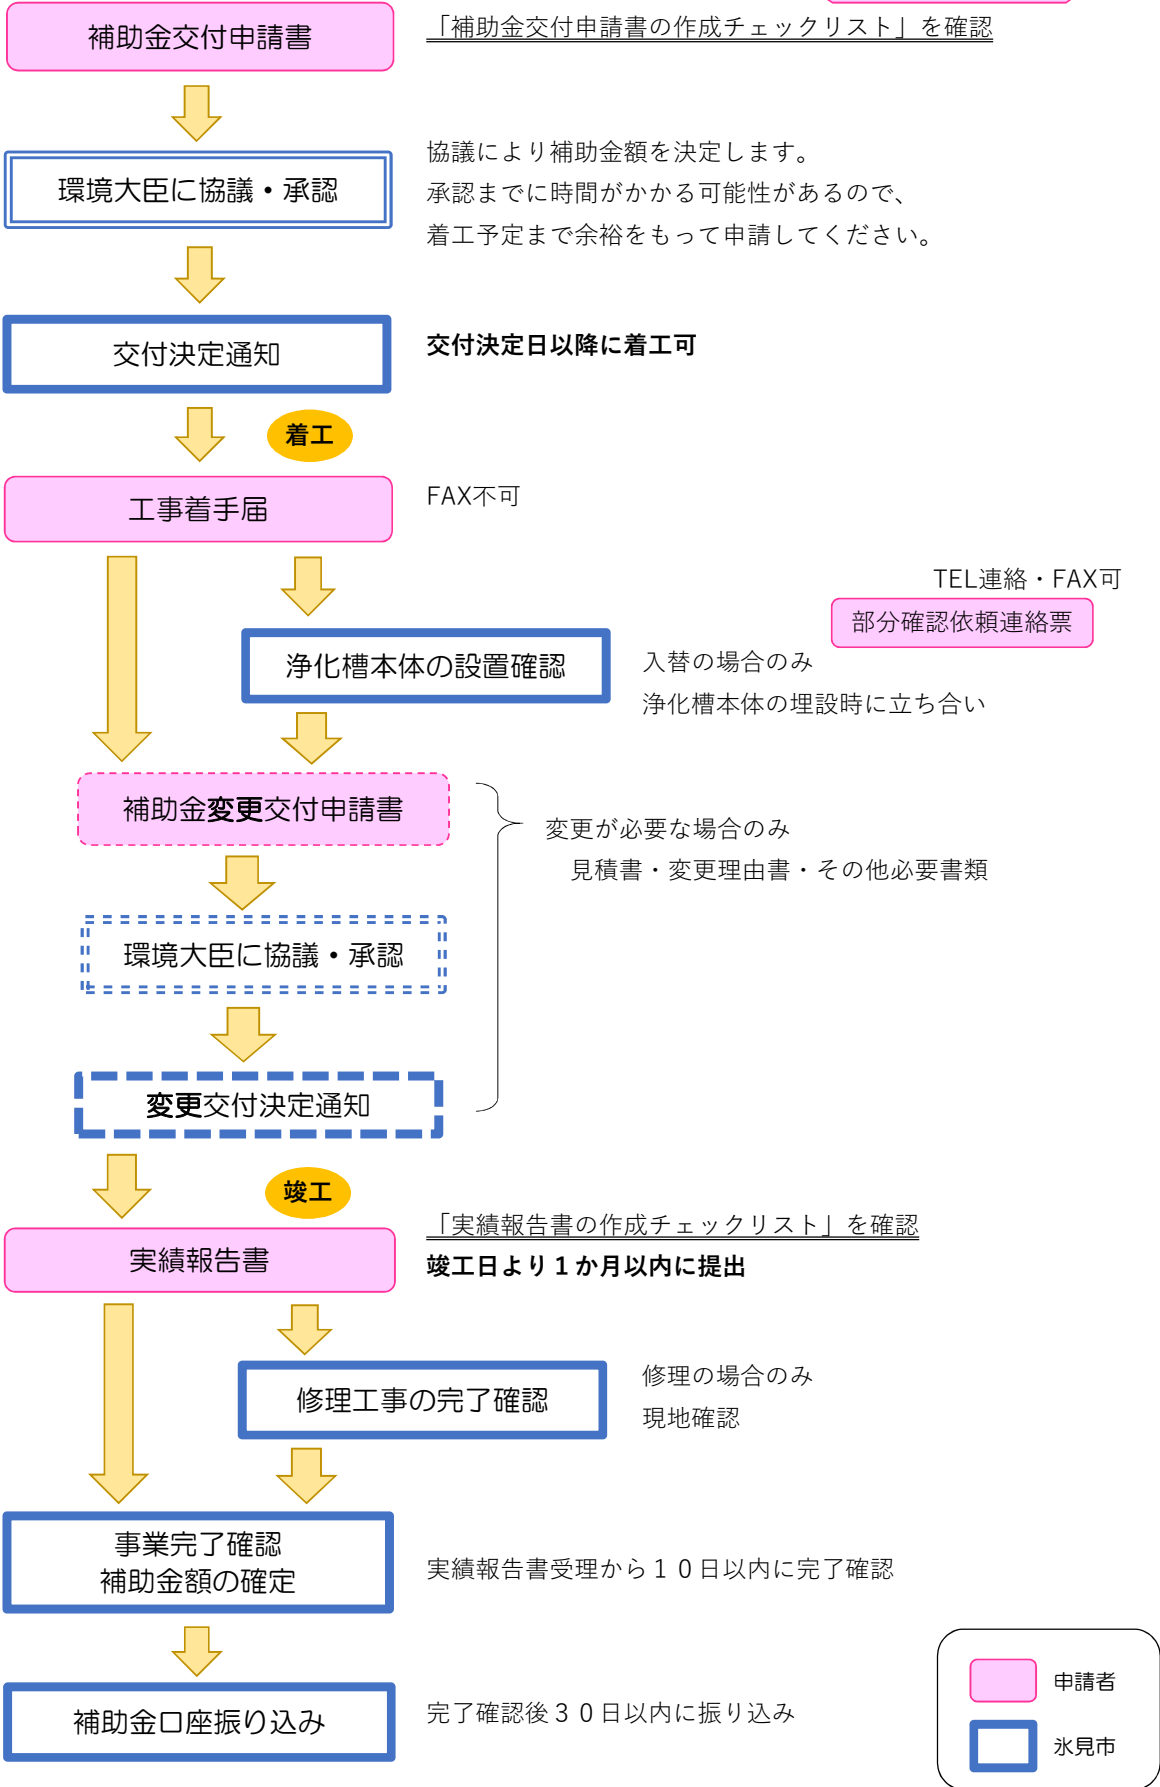 補助金交付申請書
「補助金交付申請書の作成チェックリスト」を確認
環境大臣に協議・承認
協議により補助金額を決定します。
承認までに時間がかかる可能性があるので、
着工予定まで余裕をもって申請してください。
交付決定通知
交付決定日以降に着工可
着工
工事着手届
FAX不可
TEL連絡・FAX可
部分確認依頼連絡票
浄化槽本体の設置確認
入替の場合のみ
浄化槽本体の埋設時に立ち合い
補助金変更交付申請書
変更が必要な場合のみ
見積書・変更理由書・その他必要書類
環境大臣に協議・承認
変更交付決定通知
竣工
実績報告書
「実績報告書の作成チェックリスト」を確認
竣工日より1か月以内に提出
修理工事の完了確認
修理の場合のみ
現地確認
事業完了確認
補助金額の確定
実績報告書受理から10日以内に完了確認
補助金口座振り込み
完了確認後30日以内に振り込み
申請者
氷見市